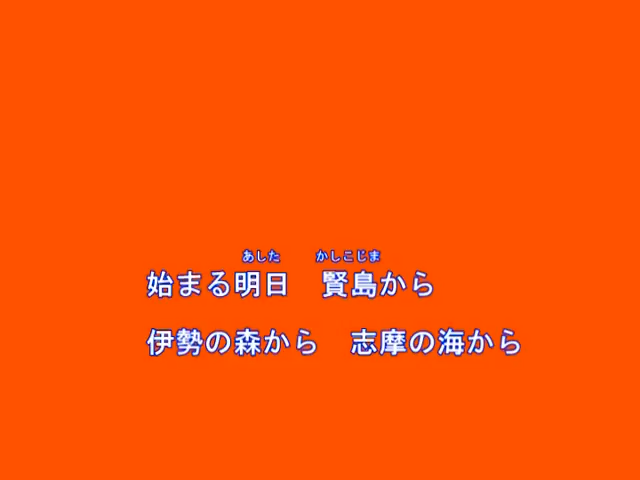 あした　かしこじま
始まる明日　賢島から
伊勢の森から　志摩の海から